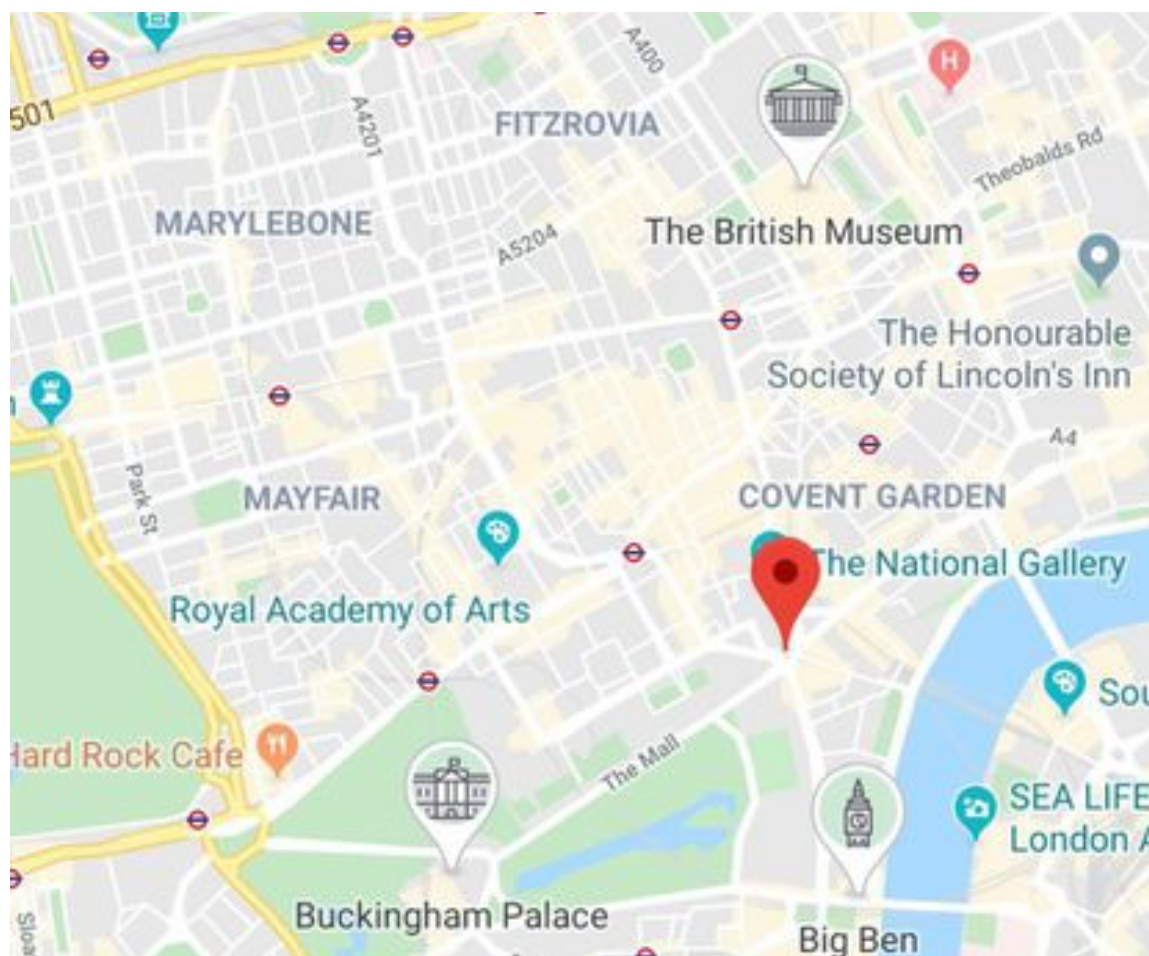 A400
501
A4201
FITZROVIA
H
Theobalds Rd
MARYLEBONE
A5204
The British Museum
The Honourable
Society of Lincoln's Inn
A4
Park St
MAYFAIR
COVENT GARDEN
The National Gallery
Royal Academy of Arts
Sou
Hard Rock Cafe
The Mall
SEA LIFE
London A
Buckingham Palace
Big Ben
Sloa